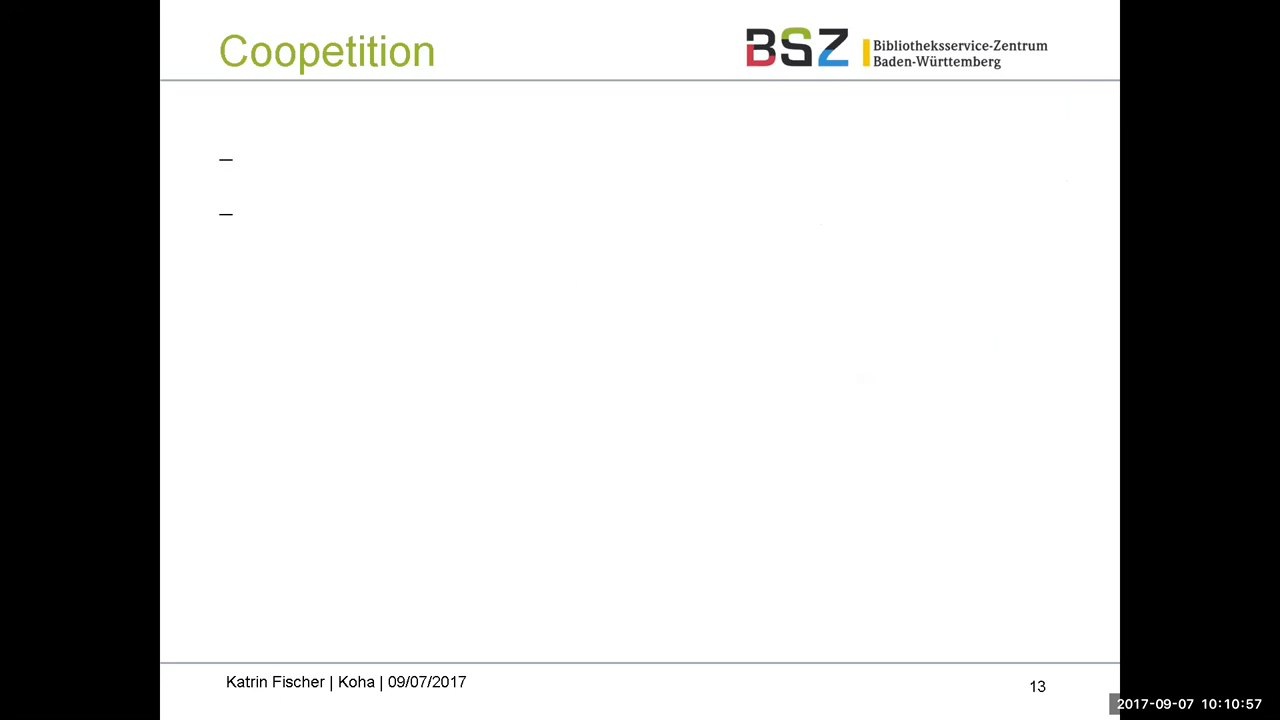 Coopetition
BSZ
Bibliotheksservice-Zentrum
Baden-Württemberg
–
–
Katrin Fischer | Koha | 09/07/2017
13
2017-09-07 10:10:57